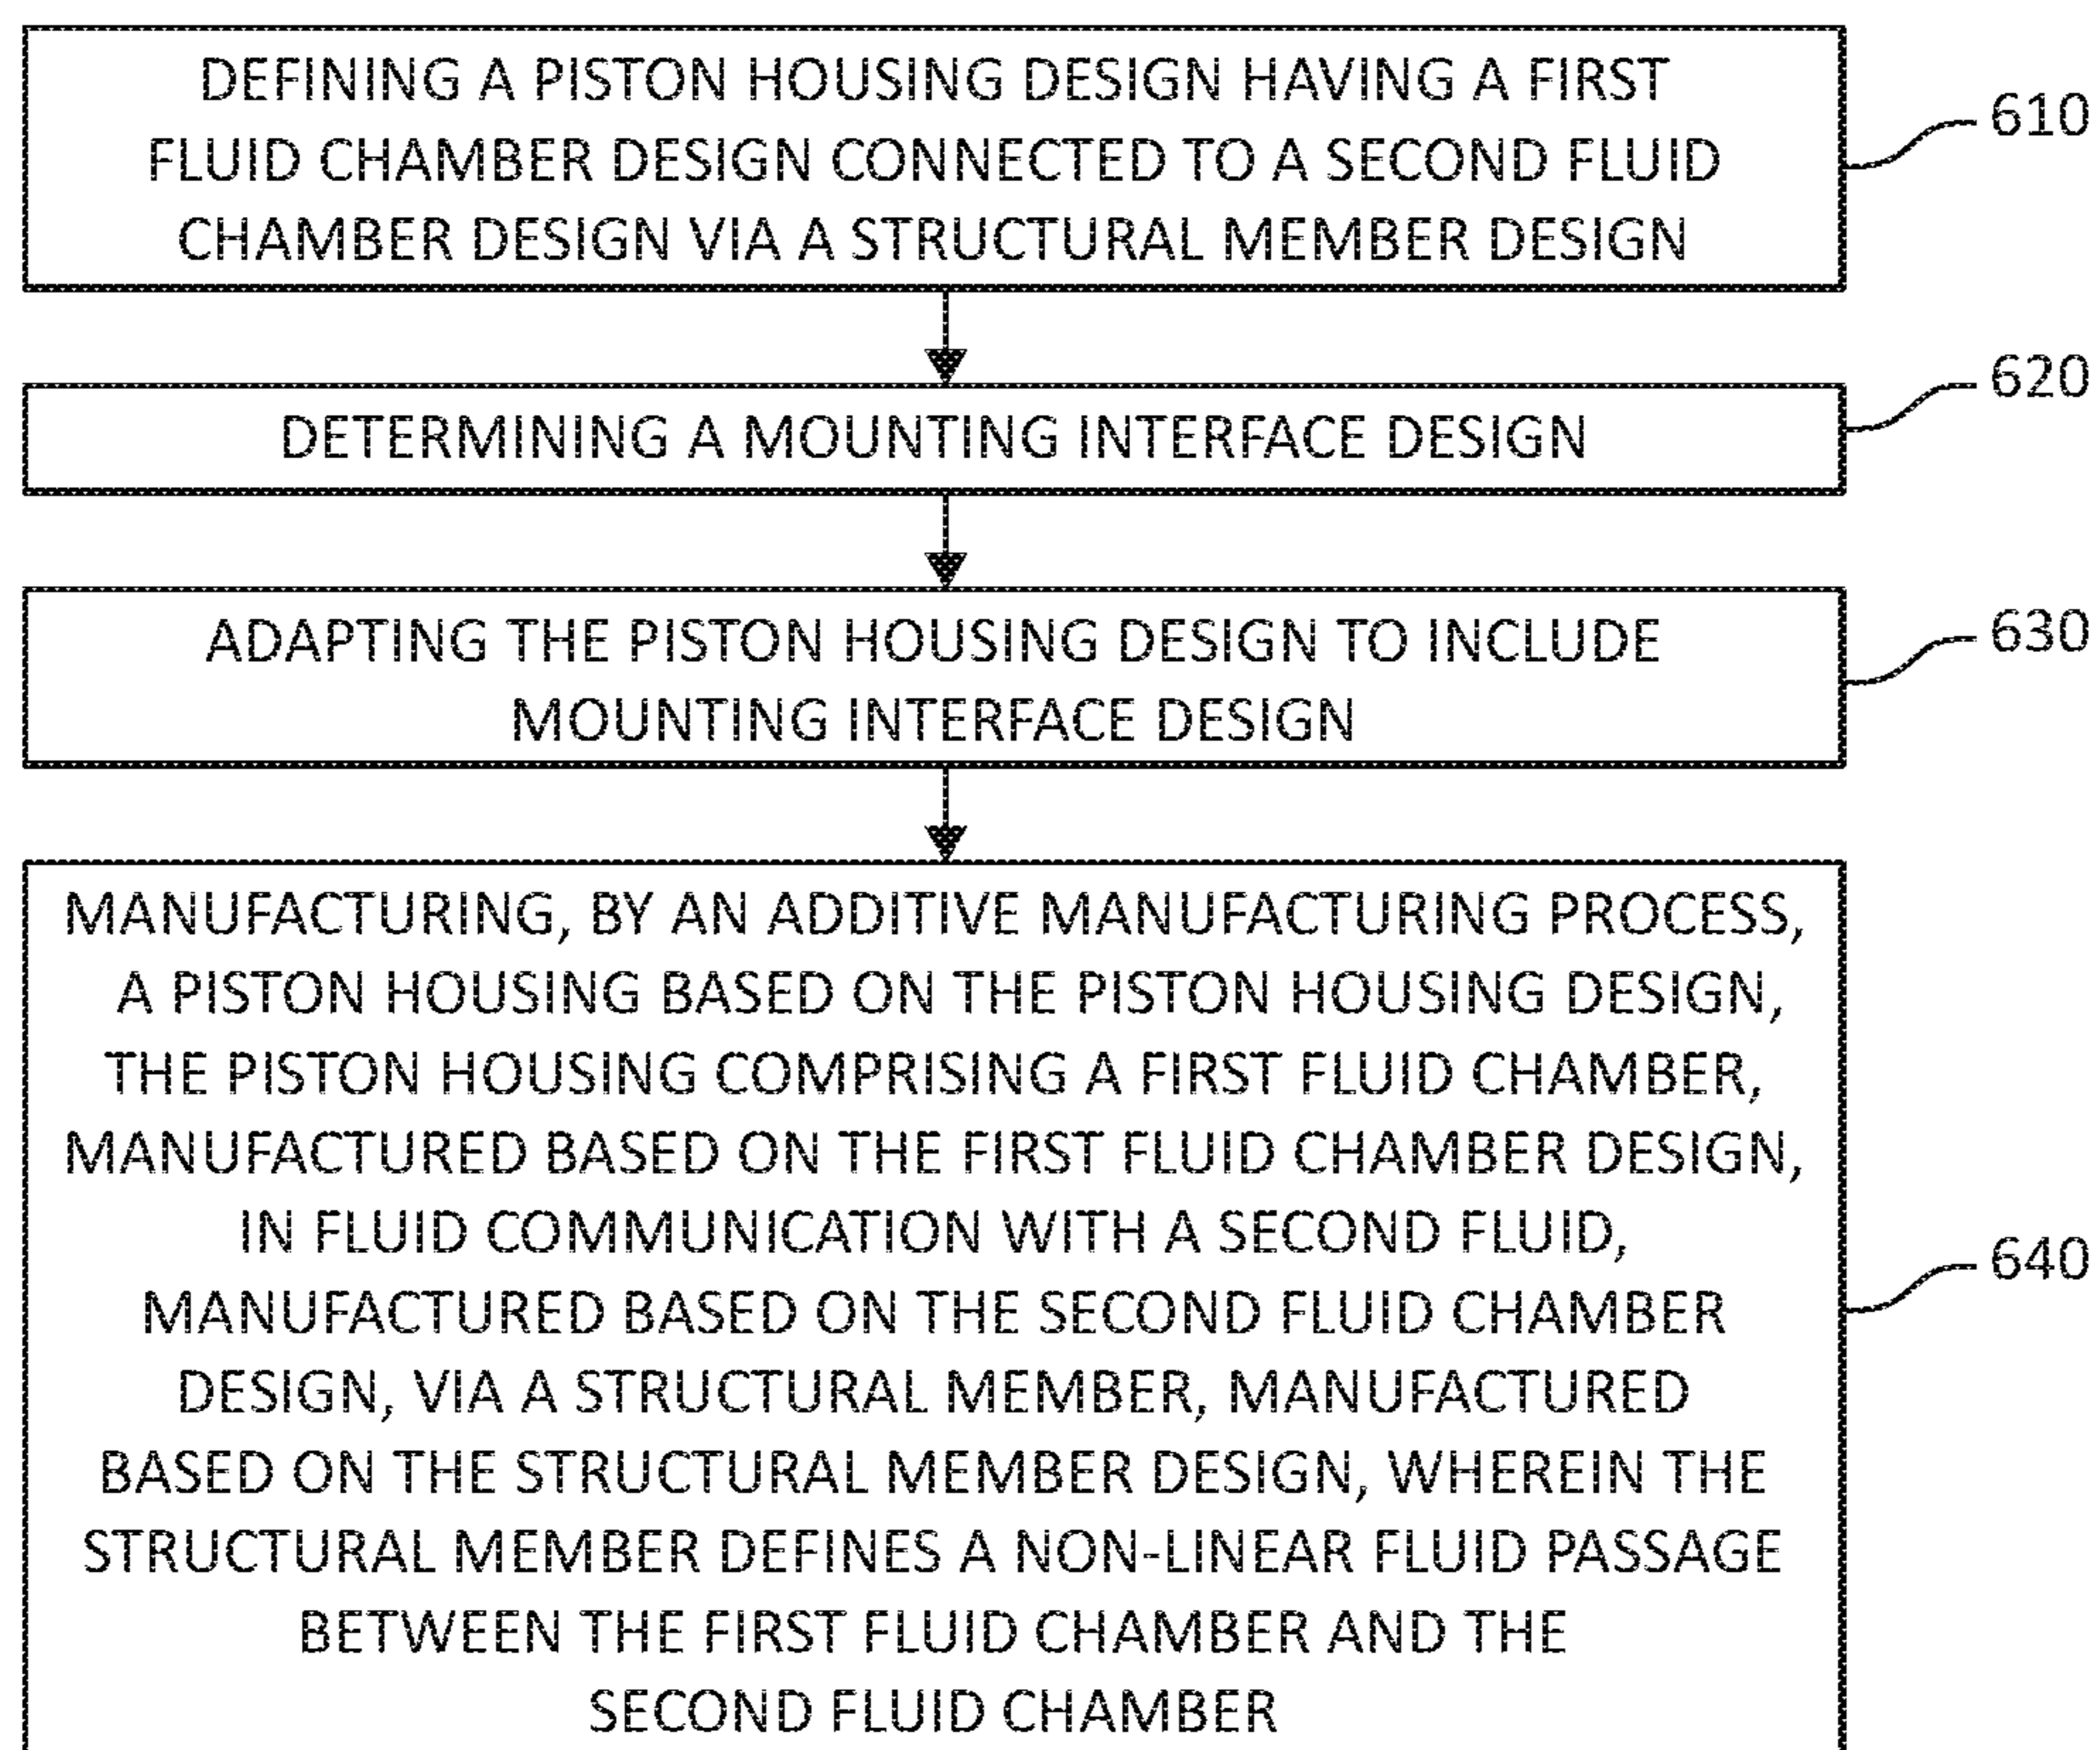 DEFINING A PISTON HOUSING DESIGN HAVING A FIRST
FLUID CHAMBER DESIGN CONNECTED TO A SECOND FLUID
CHAMBER DESIGN VIA A STRUCTURAL MEMBER DESIGN
610
DETERMINING A MOUNTING INTERFACE DESIGN
620
ADAPTING THE PISTON HOUSING DESIGN TO INCLUDE
MOUNTING INTERFACE DESIGN
630
MANUFACTURING, BY AN ADDITIVE MANUFACTURING PROCESS,
A PISTON HOUSING BASED ON THE PISTON HOUSING DESIGN,
THE PISTON HOUSING COMPRISING A FIRST FLUID CHAMBER,
MANUFACTURED BASED ON THE FIRST FLUID CHAMBER DESIGN,
IN FLUID COMMUNICATION WITH A SECOND FLUID,
MANUFACTURED BASED ON THE SECOND FLUID CHAMBER
DESIGN, VIA A STRUCTURAL MEMBER, MANUFACTURED
BASED ON THE STRUCTURAL MEMBER DESIGN, WHEREIN THE
STRUCTURAL MEMBER DEFINES A NON-LINEAR FLUID PASSAGE
BETWEEN THE FIRST FLUID CHAMBER AND THE
SECOND FLUID CHAMBER
640